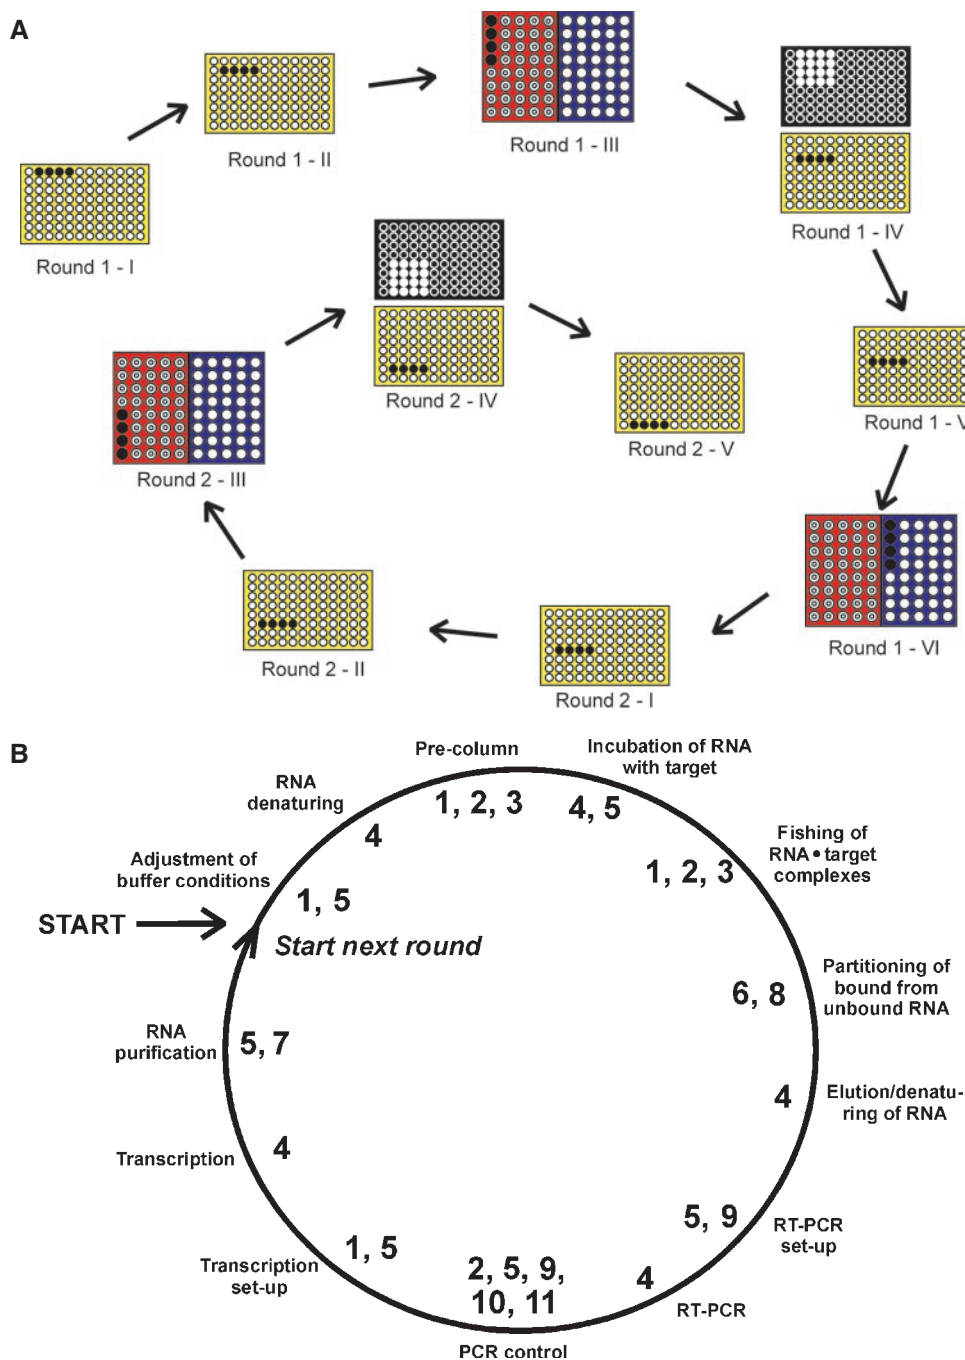 A
Round 1 - I
Round 1 - II
Round 1 - III
Round 1 - IV
Round 1 - V
Round 1 - VI
Round 2 - I
Round 2 - II
Round 2 - III
Round 2 - IV
Round 2 - V
B
START
Start next round
Adjustment of
buffer conditions
1, 5
RNA
denaturing
4
Pre-column
1, 2, 3
Incubation of RNA
with target
4, 5
Fishing of
RNA•target
complexes
1, 2, 3
Partitioning of
bound from
unbound RNA
6, 8
Elution/denatu-
ring of RNA
4
RT-PCR
set-up
5, 9
RT-PCR
4
PCR control
2, 5, 9,
10, 11
Transcription
set-up
1, 5
Transcription
4
RNA
purification
5, 7